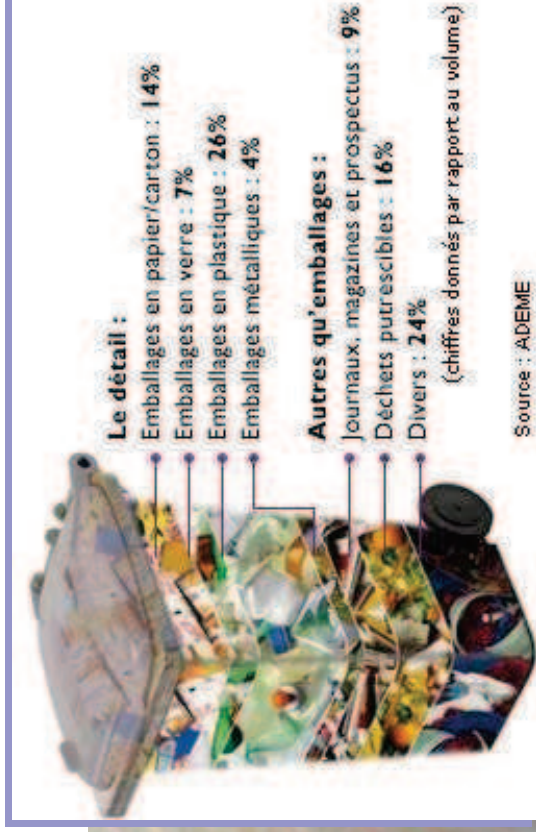 Le détail :
Emballages en papier/carton : 14%
Emballages en verre : 7%
Emballages en plastique : 26%
Emballages métalliques : 4%
Autres qu'emballages :
Journaux, magazines et prospectus : 9%
Déchets putrescibles : 16%
Divers : 24%
(chiffres donnés par rapport au volume)
Source : ADEME